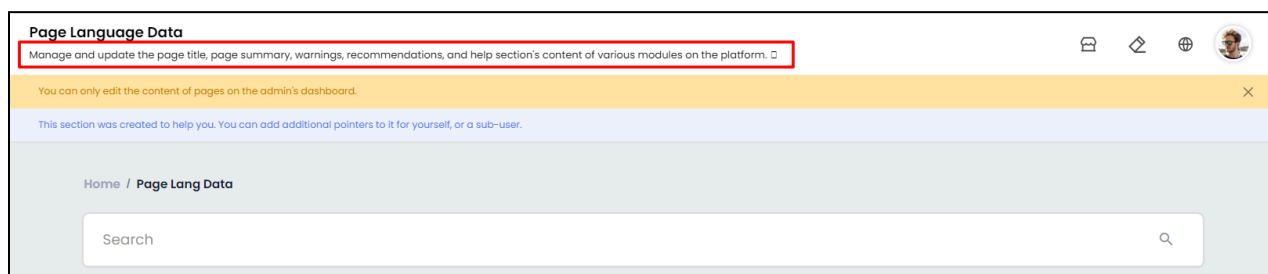 Page Language Data
Manage and update the page title, page summary, warnings, recommendations, and help section's content of various modules on the platform. ▯
You can only edit the content of pages on the admin's dashboard.
This section was created to help you. You can add additional pointers to it for yourself, or a sub-user.
Home / Page Lang Data
Search